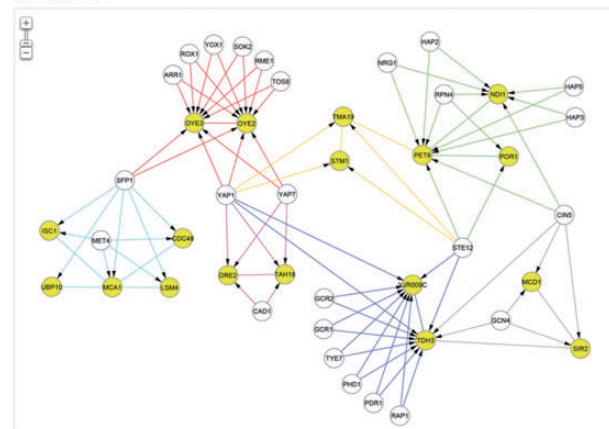 YOX1
ROX1
SOK2
ARR1
RME1
TOS8
HAP2
NRG1
RPN4
NDI1
HAP5
HAP3
OYE3
OYE2
TMA19
STM1
PET9
POR1
SFP1
YAP1
YAP7
CIN5
ISC1
MET4
CDC48
STE12
UBP10
MCA1
LSM4
DRE2
TAH18
CAD1
YJR009C
MCD1
GCR2
GCR1
TYE7
PHD1
PDR1
RAP1
TDH3
GCN4
SIR2